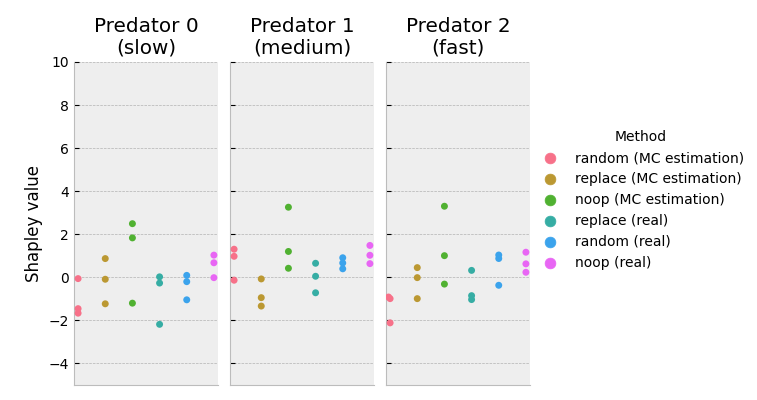 Predator 0
(slow)
Predator 1
(medium)
Predator 2
(fast)
10
8
6
4
2
0
−2
−4
Shapley value
Method
random (MC estimation)
replace (MC estimation)
noop (MC estimation)
replace (real)
random (real)
noop (real)